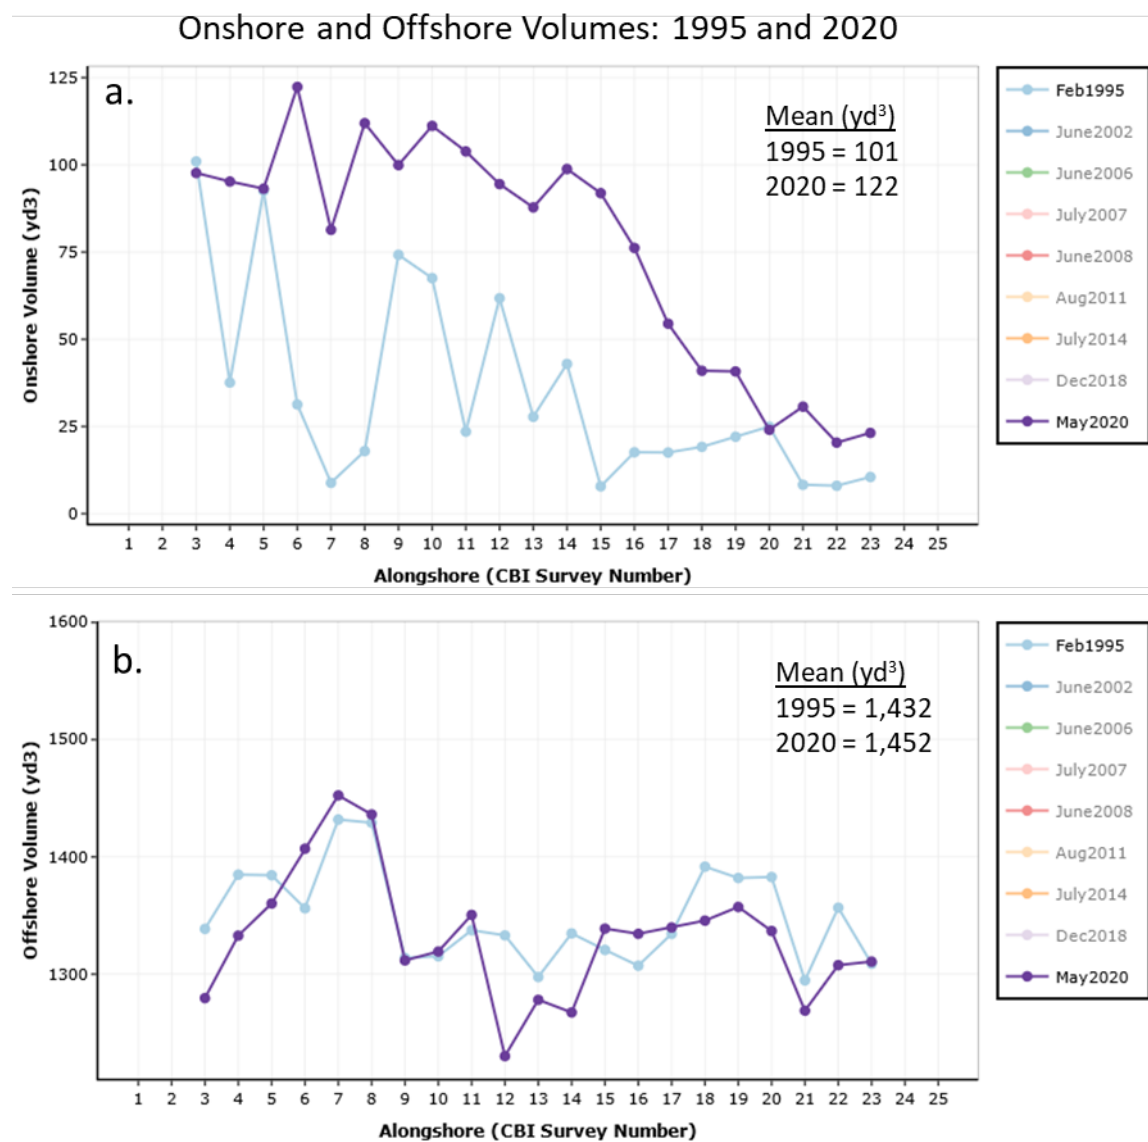 Onshore and Offshore Volumes: 1995 and 2020
a.
Mean (yd³)
1995 = 101
2020 = 122
Onshore Volume (yd3)
125
100
75
50
25
0
1 2 3 4 5 6 7 8 9 10 11 12 13 14 15 16 17 18 19 20 21 22 23 24 25
Alongshore (CBI Survey Number)
Feb1995
June2002
June2006
July2007
June2008
Aug2011
July2014
Dec2018
May2020
b.
Mean (yd³)
1995 = 1,432
2020 = 1,452
Offshore Volume (yd3)
1600
1500
1400
1300
1 2 3 4 5 6 7 8 9 10 11 12 13 14 15 16 17 18 19 20 21 22 23 24 25
Alongshore (CBI Survey Number)
Feb1995
June2002
June2006
July2007
June2008
Aug2011
July2014
Dec2018
May2020